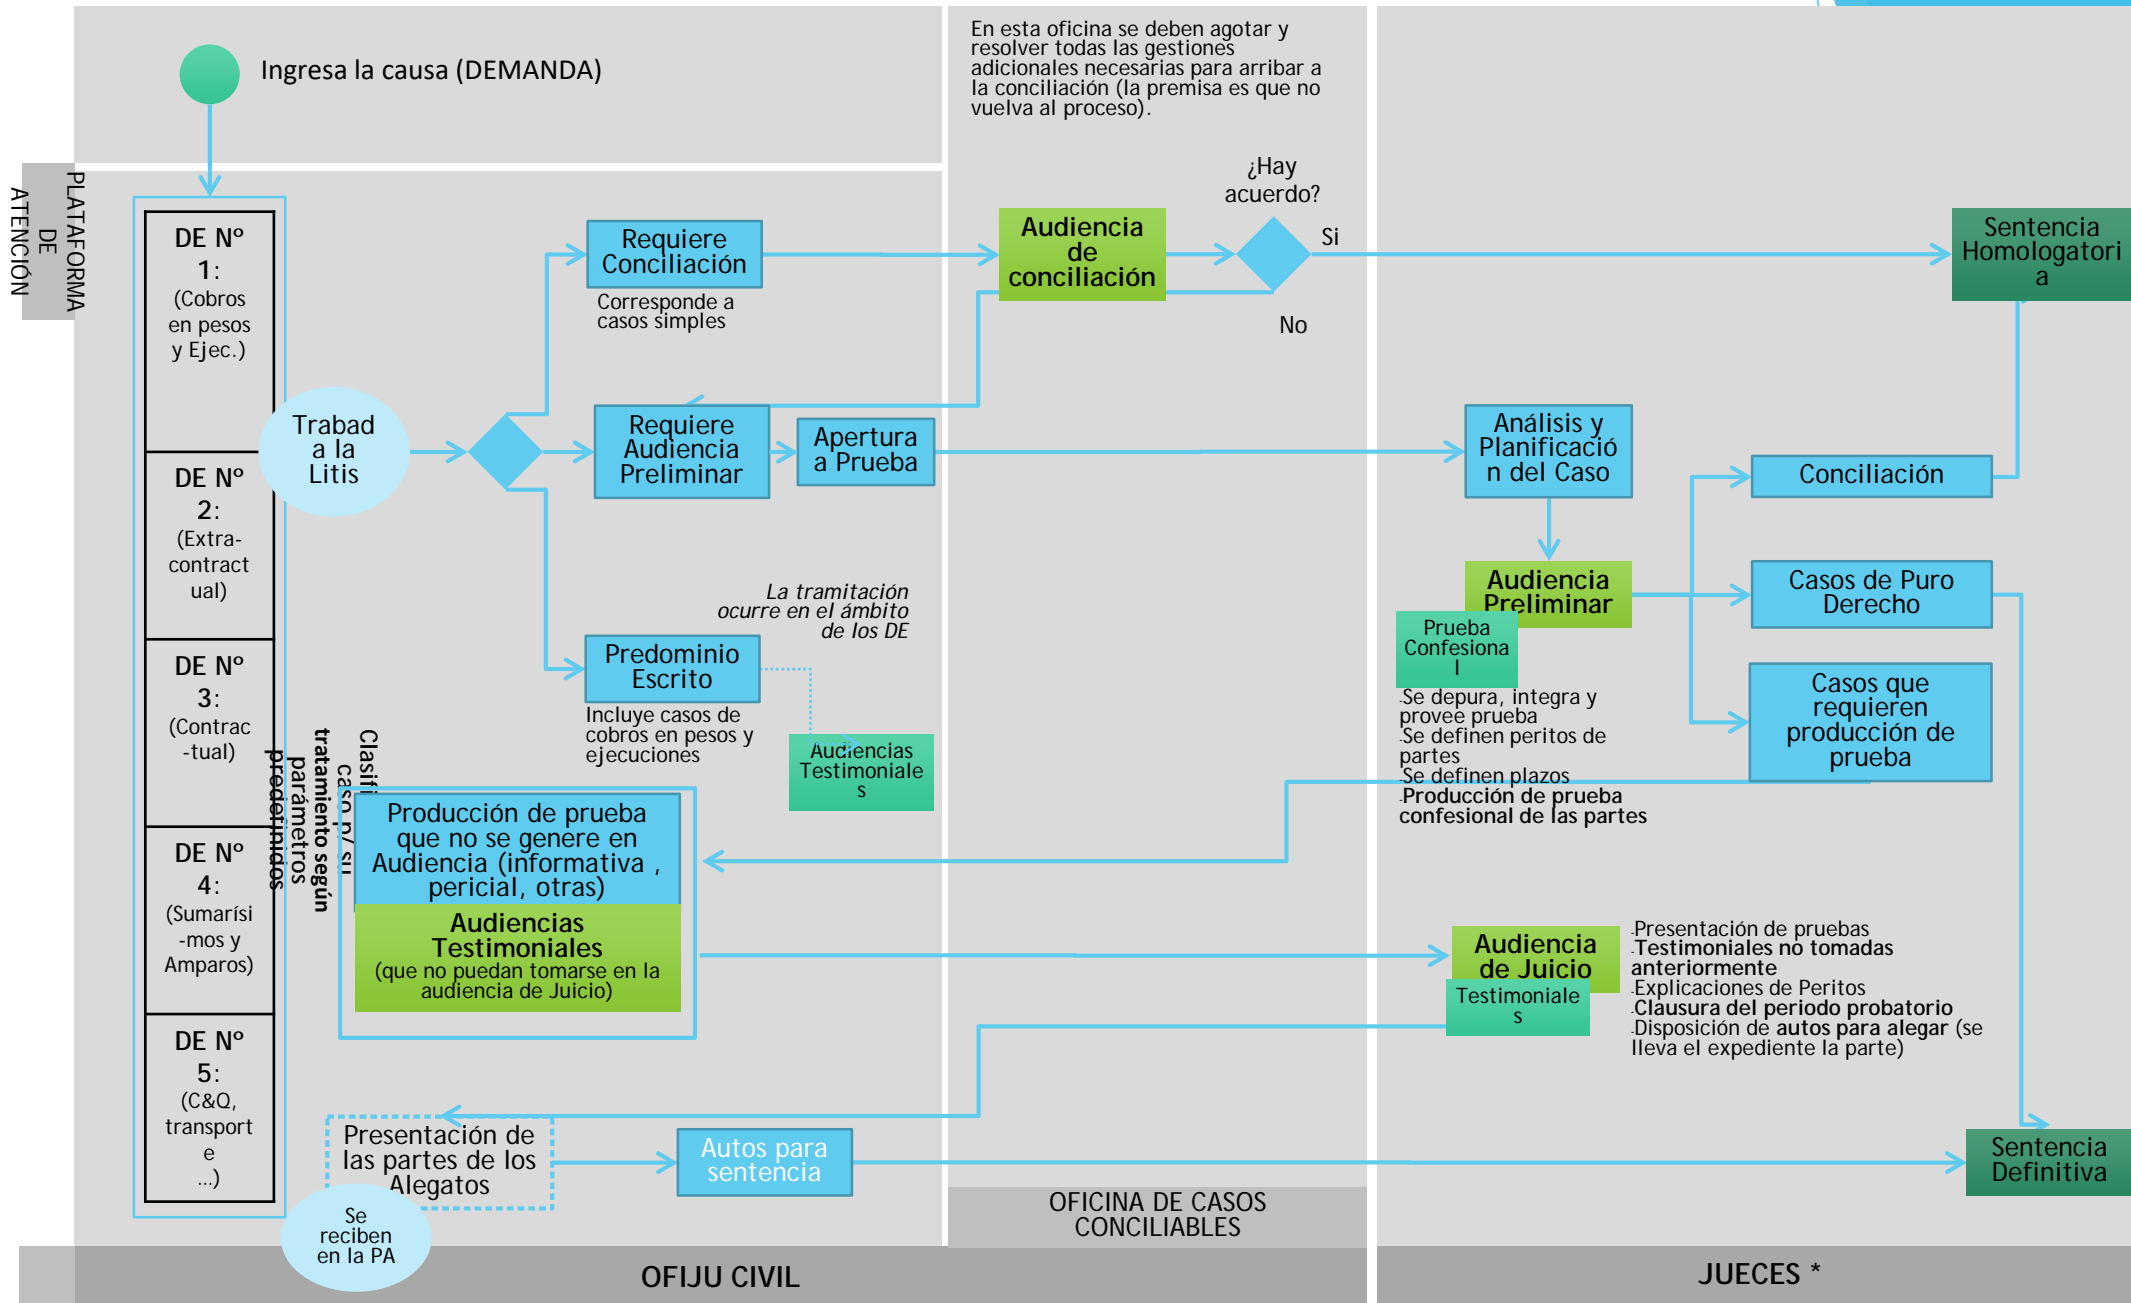 Ingresa la causa (DEMANDA)
En esta oficina se deben agotar y
resolver todas las gestiones
adicionales necesarias para arribar a
la conciliación (la premisa es que no
vuelva al proceso).
PLATAFORMA
DE
ATENCIÓN
DE Nº
1:
(Cobros
en pesos
y Ejec.)
DE Nº
2:
(Extra-
contract
ual)
DE Nº
3:
(Contrac
-tual)
DE Nº
4:
(Sumarísi
-mos y
Amparos)
DE Nº
5:
(C&Q,
transport
e
...)
Trabad
a la
Litis
Requiere
Conciliación
Corresponde a
casos simples
Audiencia
de
conciliación
¿Hay
acuerdo?
Si
No
Sentencia
Homologatori
a
Requiere
Audiencia
Preliminar
Apertura
a Prueba
Análisis y
Planificació
n del Caso
Conciliación
Audiencia
Preliminar
Prueba
Confesiona
l
Casos de Puro
Derecho
Casos que
requieren
producción de
prueba
-Se depura, integra y
provee prueba
-Se definen peritos de
partes
-Se definen plazos
-Producción de prueba
confesional de las partes
La tramitación
ocurre en el ámbito
de los DE
Predominio
Escrito
Incluye casos de
cobros en pesos y
ejecuciones
Audiencias
Testimoniale
s
Clasifi
caso p/ su
tratamiento según
parámetros
predefinidos
Producción de prueba
que no se genere en
Audiencia (informativa ,
pericial, otras)
Audiencias
Testimoniales
(que no puedan tomarse en la
audiencia de Juicio)
Audiencia
de Juicio
Testimoniale
s
-Presentación de pruebas
-Testimoniales no tomadas
anteriormente
-Explicaciones de Peritos
-Clausura del periodo probatorio
-Disposición de autos para alegar (se
lleva el expediente la parte)
Presentación de
las partes de los
Alegatos
Se
reciben
en la PA
Autos para
sentencia
Sentencia
Definitiva
OFICINA DE CASOS
CONCILIABLES
OFIJU CIVIL
JUECES *